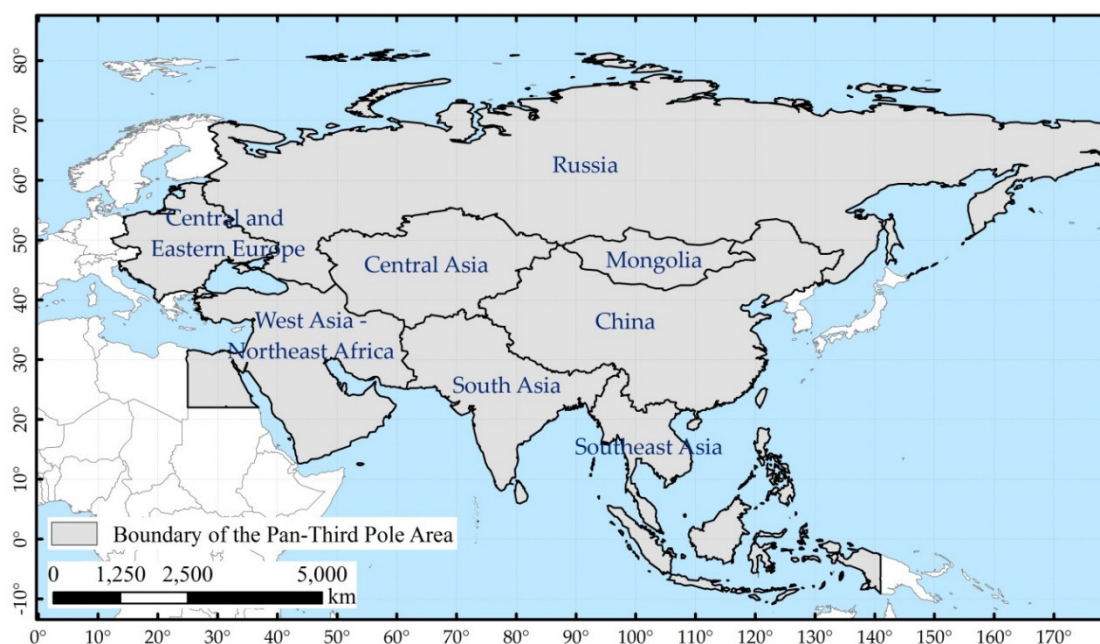 80°
70°
60°
50°
40°
30°
20°
10°
0°
-10°
Russia
Central and
Eastern Europe
Central Asia
Mongolia
West Asia -
Northeast Africa
China
South Asia
Southeast Asia
Boundary of the Pan-Third Pole Area
0 1,250 2,500 5,000
km
0° 10° 20° 30° 40° 50° 60° 70° 80° 90° 100° 110° 120° 130° 140° 150° 160° 170°